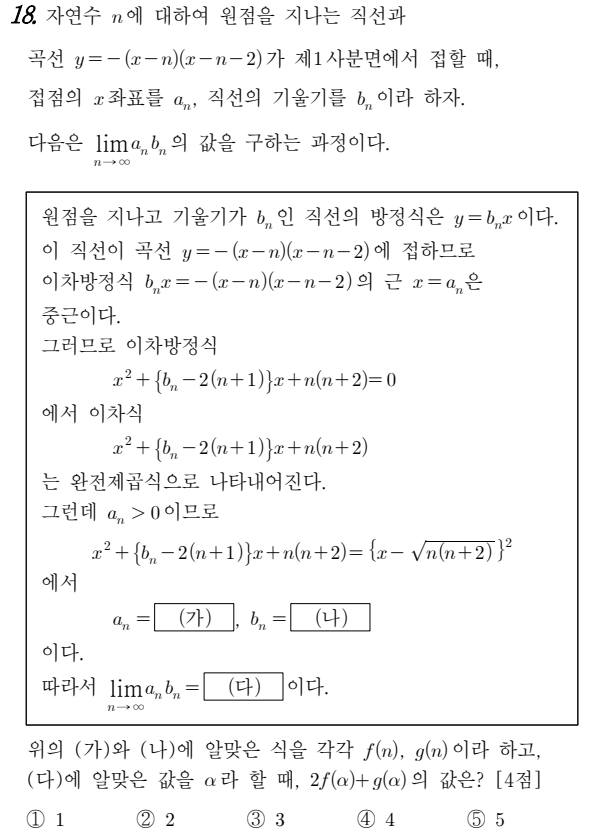 18. 자연수 n에 대하여 원점을 지나는 직선과
곡선 y=−(x−n)(x−n−2)가 제1사분면에서 접할 때,
접점의 x좌표를 aₙ, 직선의 기울기를 bₙ이라 하자.
다음은 lim aₙbₙ의 값을 구하는 과정이다.
n→∞
원점을 지나고 기울기가 bₙ인 직선의 방정식은 y=bₙx이다.
이 직선이 곡선 y=−(x−n)(x−n−2)에 접하므로
이차방정식 bₙx=−(x−n)(x−n−2)의 근 x=aₙ은
중근이다.
그러므로 이차방정식
x²+{bₙ−2(n+1)}x+n(n+2)=0
에서 이차식
x²+{bₙ−2(n+1)}x+n(n+2)
는 완전제곱식으로 나타내어진다.
그런데 aₙ>0이므로
x²+{bₙ−2(n+1)}x+n(n+2)={x−√n(n+2)}²
에서
aₙ= (가) , bₙ= (나)
이다.
따라서 lim aₙbₙ= (다) 이다.
n→∞
위의 (가)와 (나)에 알맞은 식을 각각 f(n), g(n)이라 하고,
(다)에 알맞은 값을 α라 할 때, 2f(α)+g(α)의 값은? [4점]
① 1 ② 2 ③ 3 ④ 4 ⑤ 5